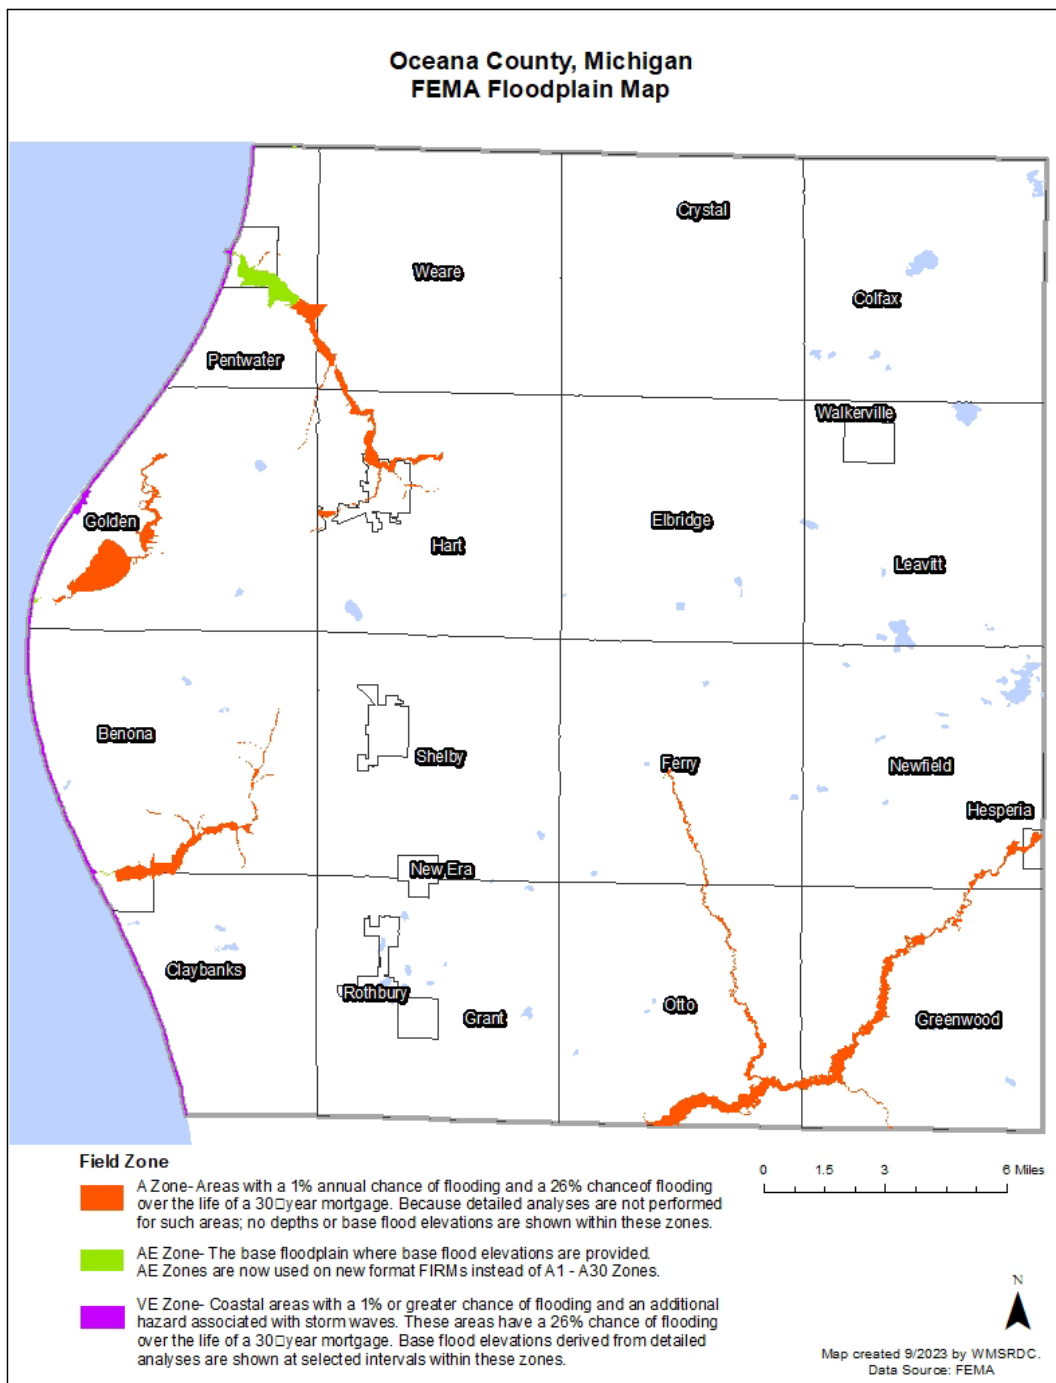 Oceana County, Michigan
FEMA Floodplain Map
Crystal
Weare
Colfax
Pentwater
Walkerville
Golden
Elbridge
Hart
Leavitt
Benona
Shelby
Ferry
Newfield
Hesperia
New Era
Claybanks
Rothbury
Otto
Grant
Greenwood
Field Zone
A Zone- Areas with a 1% annual chance of flooding and a 26% chanceof flooding
over the life of a 30□year mortgage. Because detailed analyses are not performed
for such areas; no depths or base flood elevations are shown within these zones.
AE Zone- The base floodplain where base flood elevations are provided.
AE Zones are now used on new format FIRMs instead of A1 - A30 Zones.
VE Zone- Coastal areas with a 1% or greater chance of flooding and an additional
hazard associated with storm waves. These areas have a 26% chance of flooding
over the life of a 30□year mortgage. Base flood elevations derived from detailed
analyses are shown at selected intervals within these zones.
0 1.5 3 6 Miles
N
Map created 9/2023 by WMSRDC.
Data Source: FEMA